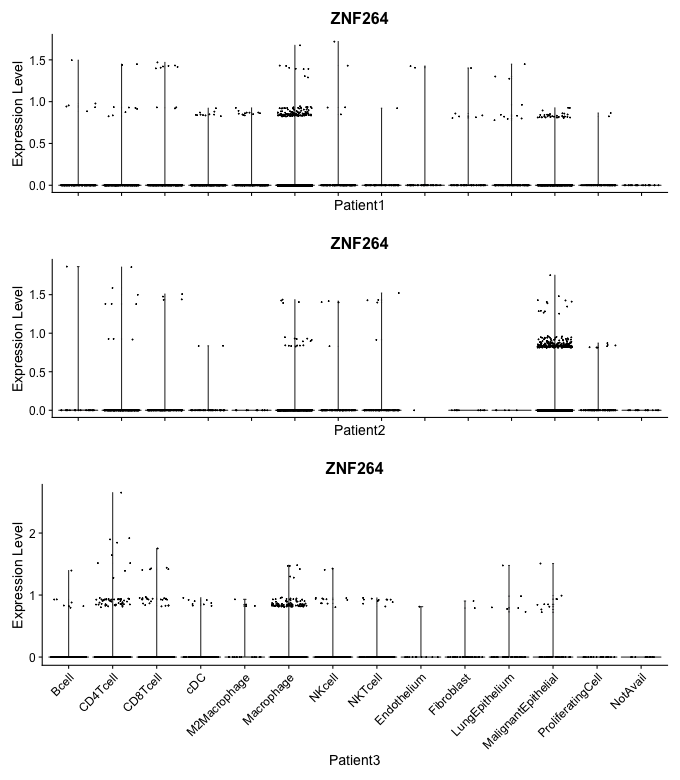 ZNF264
Expression Level
1.5
1.0
0.5
0.0
Patient1
ZNF264
Expression Level
1.5
1.0
0.5
0.0
Patient2
ZNF264
Expression Level
2
1
0
Bcell
CD4Tcell
CD8Tcell
cDC
M2Macrophage
Macrophage
NKcell
NKTcell
Endothelium
Fibroblast
LungEpithelium
MalignantEpithelial
ProliferatingCell
NotAvail
Patient3